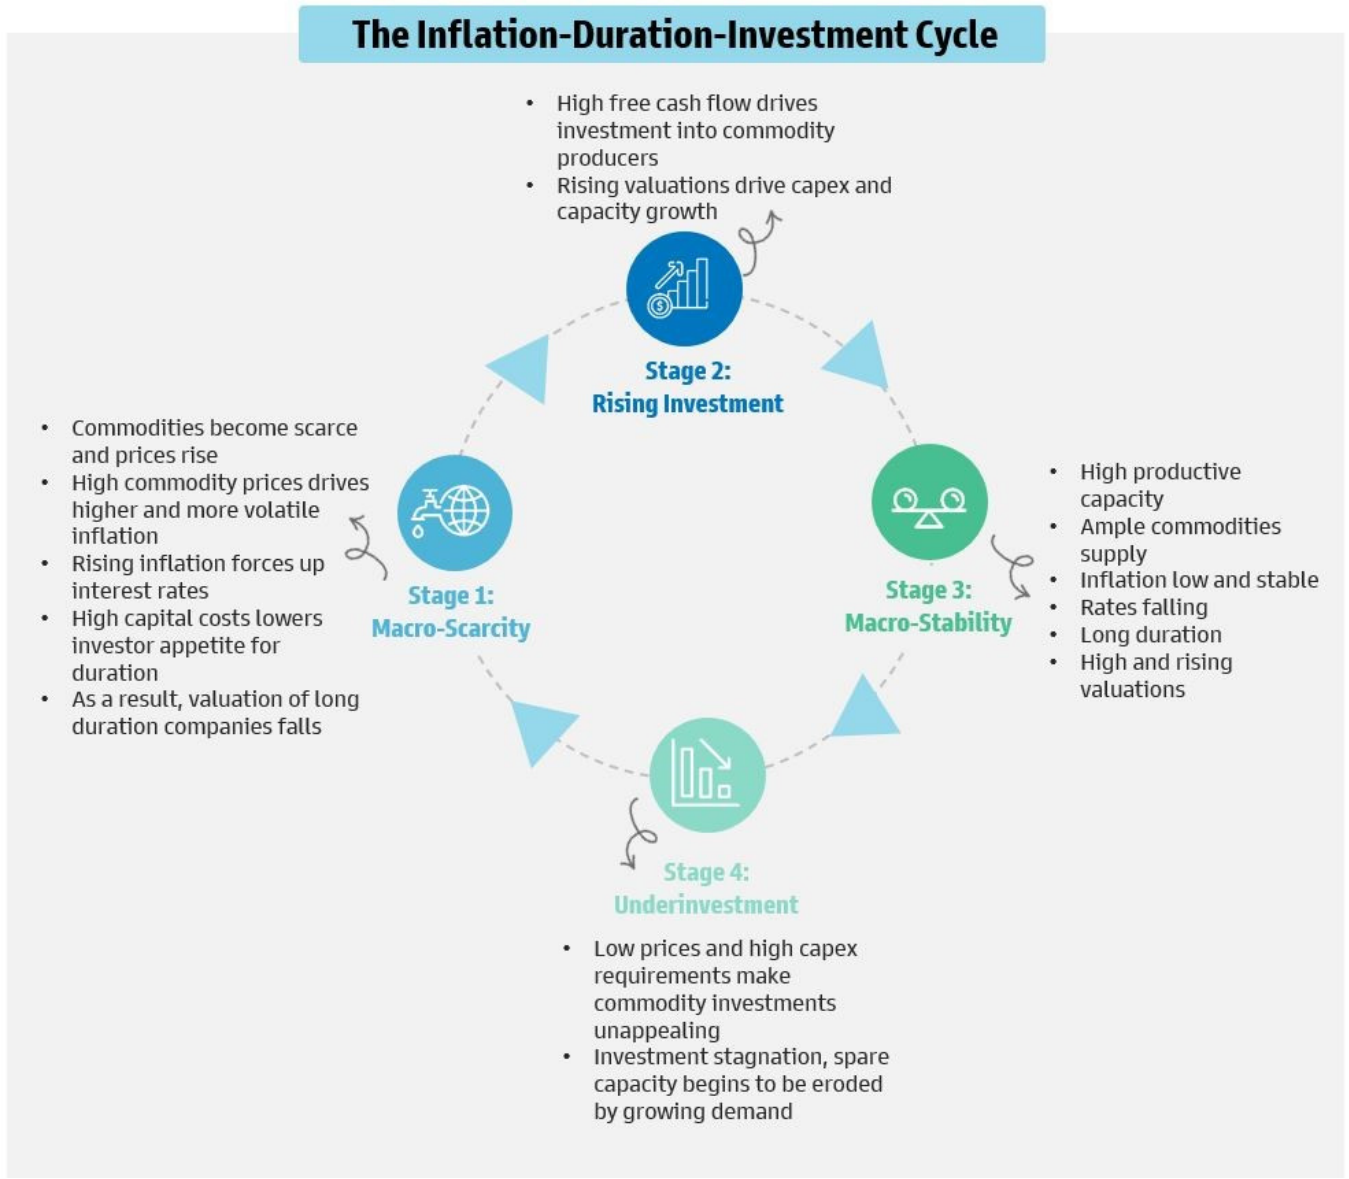 The Inflation-Duration-Investment Cycle
• High free cash flow drives
investment into commodity
producers
• Rising valuations drive capex and
capacity growth
$
Stage 2:
Rising Investment
• Commodities become scarce
and prices rise
• High commodity prices drives
higher and more volatile
inflation
• Rising inflation forces up
interest rates
• High capital costs lowers
investor appetite for
duration
• As a result, valuation of long
duration companies falls
Stage 1:
Macro-Scarcity
Stage 3:
Macro-Stability
• High productive
capacity
• Ample commodities
supply
• Inflation low and stable
• Rates falling
• Long duration
• High and rising
valuations
Stage 4:
Underinvestment
• Low prices and high capex
requirements make
commodity investments
unappealing
• Investment stagnation, spare
capacity begins to be eroded
by growing demand